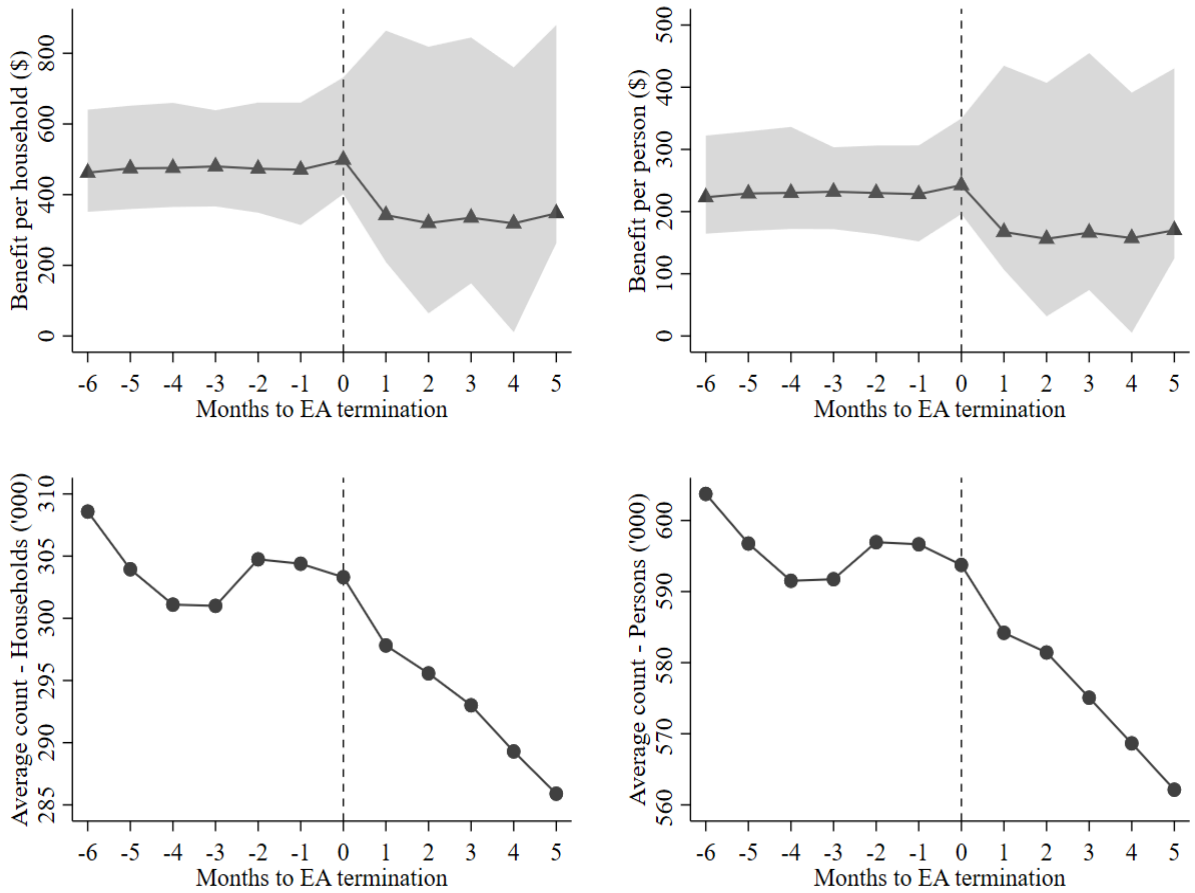 Benefit per household ($)
800
600
400
200
0
-6 -5 -4 -3 -2 -1 0 1 2 3 4 5
Months to EA termination
Benefit per person ($)
500
400
300
200
100
0
-6 -5 -4 -3 -2 -1 0 1 2 3 4 5
Months to EA termination
Average count - Households ('000)
310
305
300
295
290
285
-6 -5 -4 -3 -2 -1 0 1 2 3 4 5
Months to EA termination
Average count - Persons ('000)
600
590
580
570
560
-6 -5 -4 -3 -2 -1 0 1 2 3 4 5
Months to EA termination